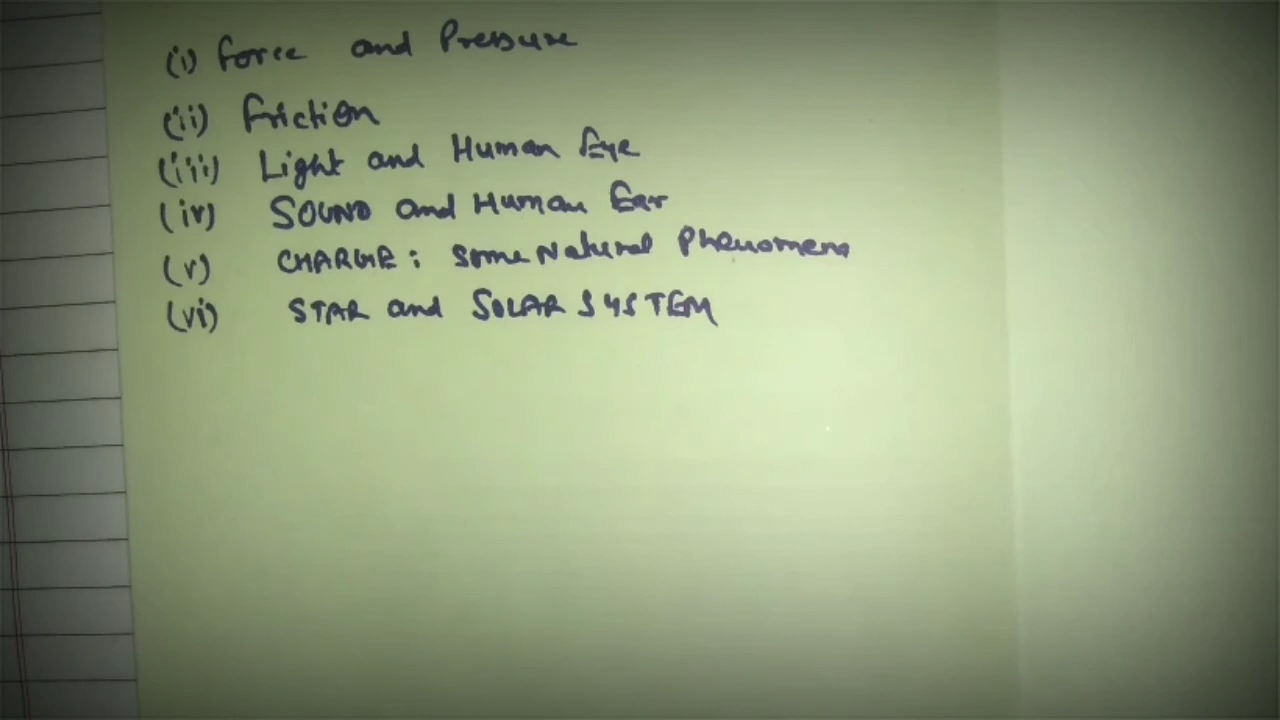 (i) Force and Pressure
(ii) Friction
(iii) Light and Human Eye
(iv) SOUND and Human Ear
(v) CHARGE: Some Natural Phenomena
(vi) STAR and SOLAR SYSTEM